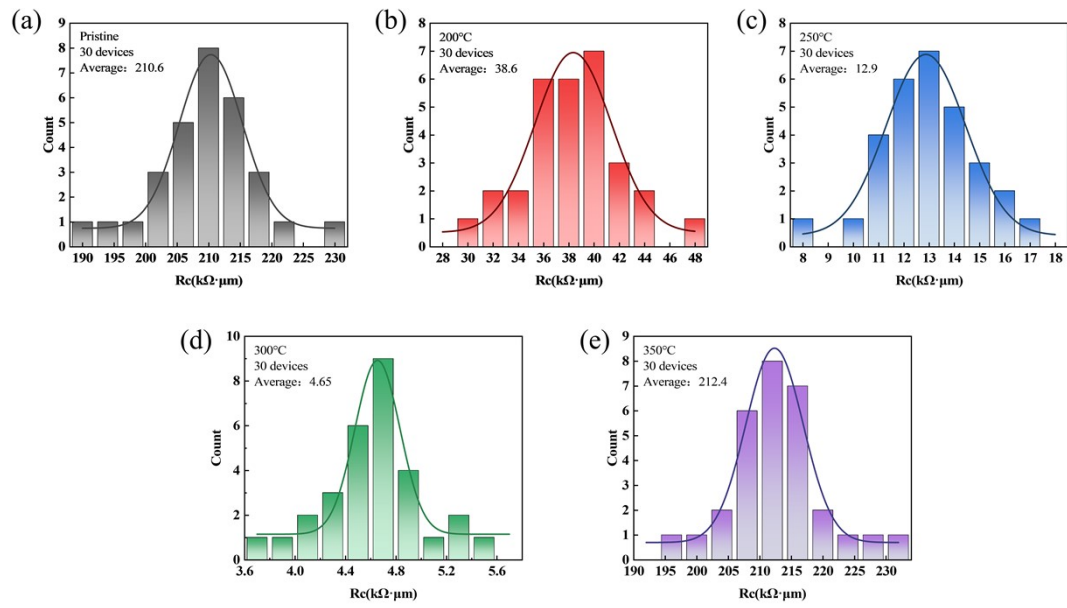 (a)
Pristine
30 devices
Average：210.6
Count
0 1 2 3 4 5 6 7 8 9
190 195 200 205 210 215 220 225 230
Rc(kΩ·μm)
(b)
200℃
30 devices
Average：38.6
Count
0 1 2 3 4 5 6 7 8
28 30 32 34 36 38 40 42 44 46 48
Rc(kΩ·μm)
(c)
250℃
30 devices
Average：12.9
Count
0 1 2 3 4 5 6 7 8
8 9 10 11 12 13 14 15 16 17 18
Rc(kΩ·μm)
(d)
300℃
30 devices
Average：4.65
Count
0 2 4 6 8 10
3.6 4.0 4.4 4.8 5.2 5.6
Rc(kΩ·μm)
(e)
350℃
30 devices
Average：212.4
Count
0 1 2 3 4 5 6 7 8 9
190 195 200 205 210 215 220 225 230
Rc(kΩ·μm)